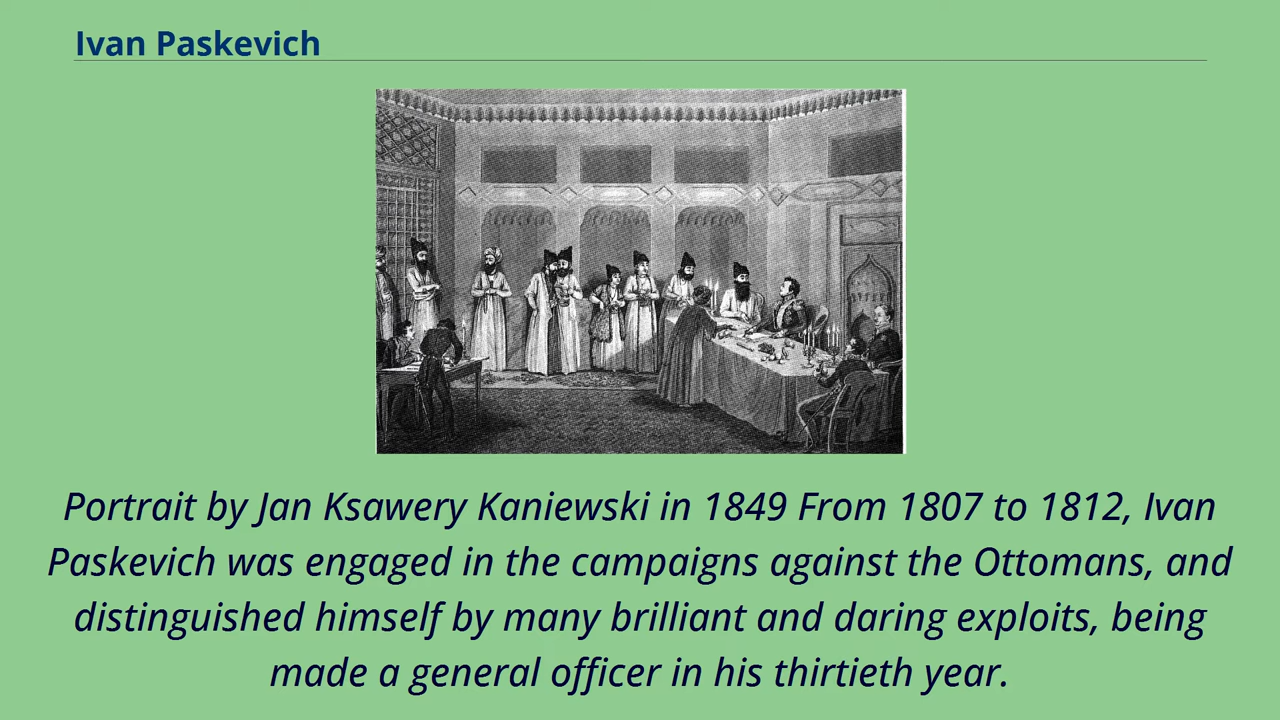 Ivan Paskevich
Portrait by Jan Ksawery Kaniewski in 1849 From 1807 to 1812, Ivan
Paskevich was engaged in the campaigns against the Ottomans, and
distinguished himself by many brilliant and daring exploits, being
made a general officer in his thirtieth year.